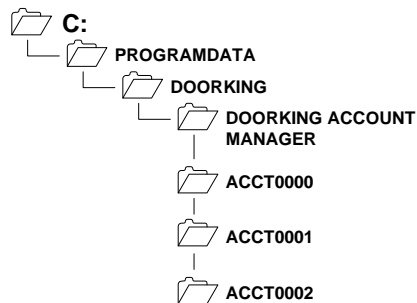 C:
PROGRAMDATA
DOORKING
DOORKING ACCOUNT
MANAGER
ACCT0000
ACCT0001
ACCT0002